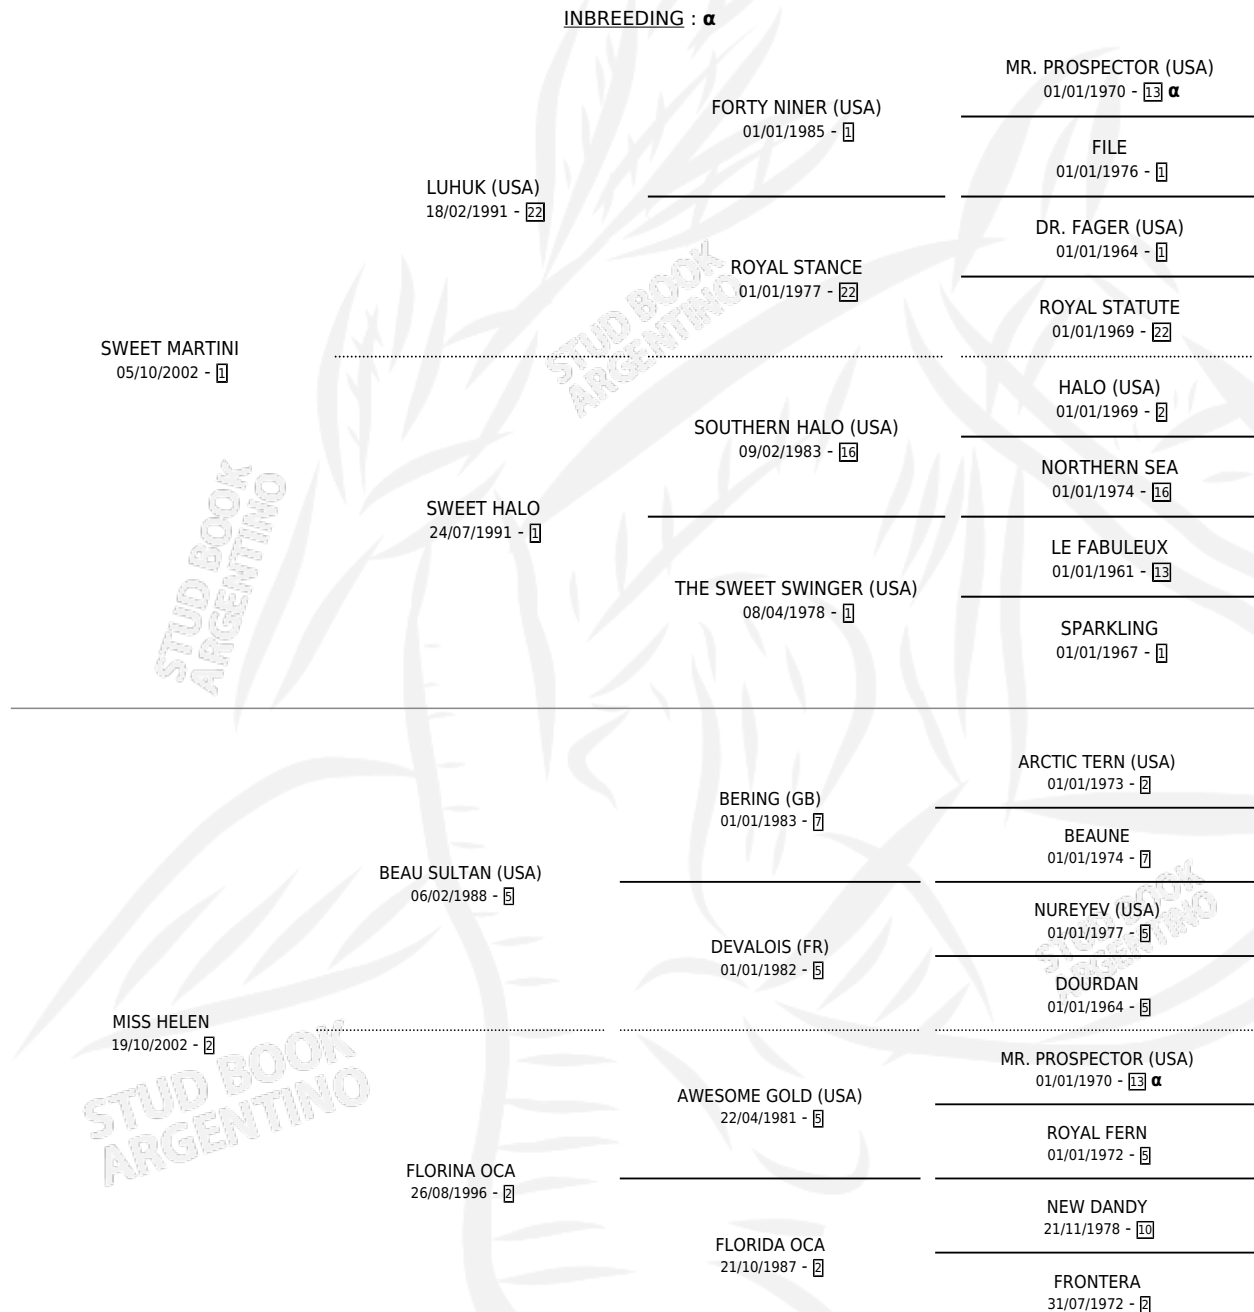 INBREEDING : α
MR. PROSPECTOR (USA)
01/01/1970 - 13 α
FORTY NINER (USA)
01/01/1985 - 1
FILE
01/01/1976 - 1
LUHUK (USA)
18/02/1991 - 22
DR. FAGER (USA)
01/01/1964 - 1
ROYAL STANCE
01/01/1977 - 22
ROYAL STATUTE
01/01/1969 - 22
SWEET MARTINI
05/10/2002 - 1
HALO (USA)
01/01/1969 - 2
SOUTHERN HALO (USA)
09/02/1983 - 16
NORTHERN SEA
01/01/1974 - 16
SWEET HALO
24/07/1991 - 1
LE FABULEUX
01/01/1961 - 13
THE SWEET SWINGER (USA)
08/04/1978 - 1
SPARKLING
01/01/1967 - 1
ARCTIC TERN (USA)
01/01/1973 - 2
BERING (GB)
01/01/1983 - 7
BEAUNE
01/01/1974 - 7
BEAU SULTAN (USA)
06/02/1988 - 5
NUREYEV (USA)
01/01/1977 - 5
DEVALOIS (FR)
01/01/1982 - 5
DOURDAN
01/01/1964 - 5
MISS HELEN
19/10/2002 - 2
MR. PROSPECTOR (USA)
01/01/1970 - 13 α
AWESOME GOLD (USA)
22/04/1981 - 5
ROYAL FERN
01/01/1972 - 5
FLORINA OCA
26/08/1996 - 2
NEW DANDY
21/11/1978 - 10
FLORIDA OCA
21/10/1987 - 2
FRONTERA
31/07/1972 - 2
STUD BOOK
ARGENTINO
STUD BOOK
ARGENTINO
STUD BOOK
ARGENTINO
STUD BOOK
ARGENTINO